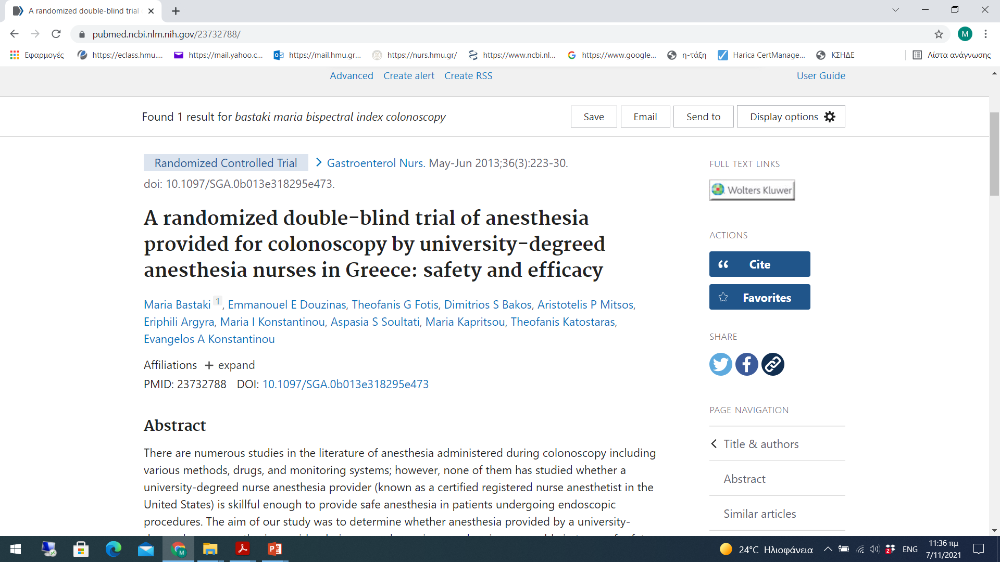 A randomized double-blind trial
pubmed.ncbi.nlm.nih.gov/23732788/
M
Εφαρμογές
https://eclass.hmu....
https://mail.yahoo.c...
https://mail.hmu.gr...
https://nurs.hmu.gr/
https://www.ncbi.nl...
https://www.google...
η-τάξη
Harica CertManage...
ΚΣΗΔΕ
Λίστα ανάγνωσης
Advanced Create alert Create RSS
User Guide
Found 1 result for bastaki maria bispectral index colonoscopy
Save Email Send to Display options
Randomized Controlled Trial > Gastroenterol Nurs. May-Jun 2013;36(3):223-30.
doi: 10.1097/SGA.0b013e318295e473.
A randomized double-blind trial of anesthesia
provided for colonoscopy by university-degreed
anesthesia nurses in Greece: safety and efficacy
Maria Bastaki 1, Emmanouel E Douzinas, Theofanis G Fotis, Dimitrios S Bakos, Aristotelis P Mitsos,
Eriphili Argyra, Maria I Konstantinou, Aspasia S Soultati, Maria Kapritsou, Theofanis Katostaras,
Evangelos A Konstantinou
Affiliations + expand
PMID: 23732788 DOI: 10.1097/SGA.0b013e318295e473
Abstract
There are numerous studies in the literature of anesthesia administered during colonoscopy including
various methods, drugs, and monitoring systems; however, none of them has studied whether a
university-degreed nurse anesthesia provider (known as a certified registered nurse anesthetist in the
United States) is skillful enough to provide safe anesthesia in patients undergoing endoscopic
procedures. The aim of our study was to determine whether anesthesia provided by a university-
FULL TEXT LINKS
Wolters Kluwer
ACTIONS
Cite
Favorites
SHARE
PAGE NAVIGATION
Title & authors
Abstract
Similar articles
24°C Ηλιοφάνεια
2
ENG
11:36 πμ
7/11/2021